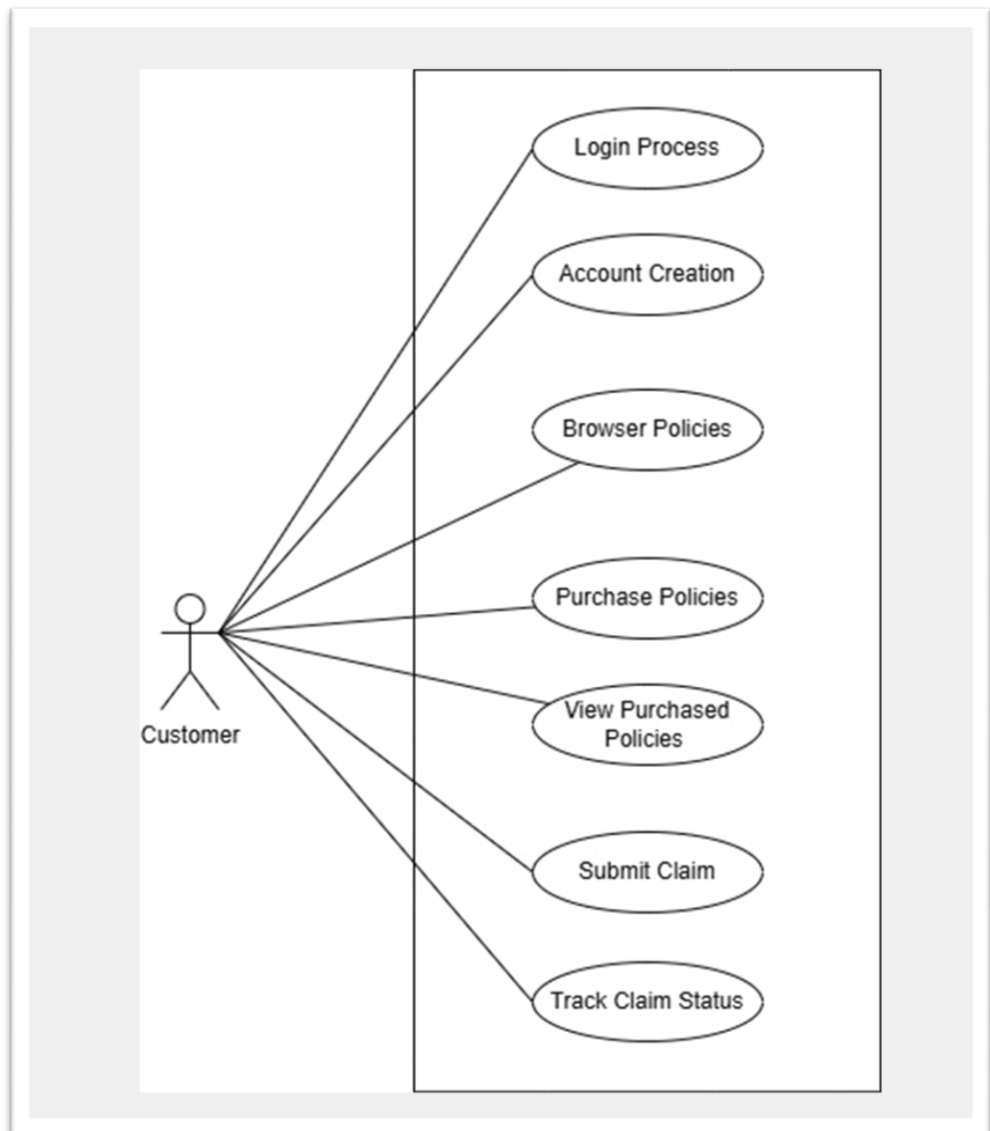 Login Process
Account Creation
Browser Policies
Purchase Policies
View Purchased
Policies
Customer
Submit Claim
Track Claim Status